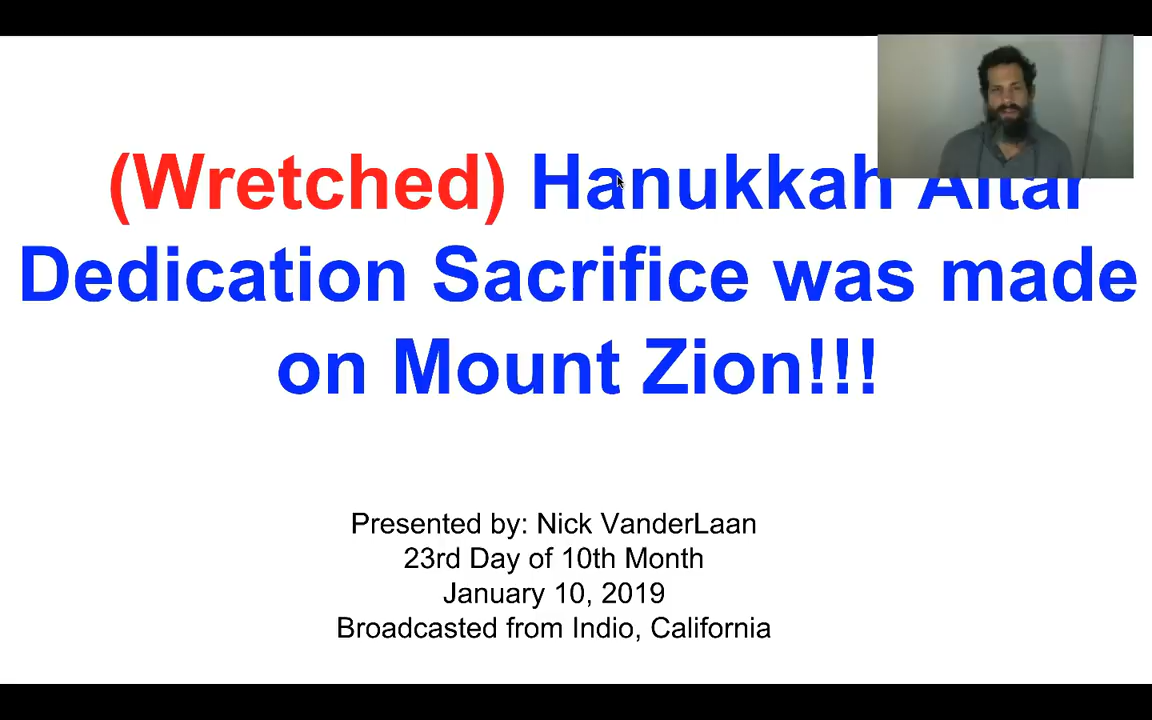 (Wretched) Hanukkah Altar
Dedication Sacrifice was made
on Mount Zion!!!
Presented by: Nick VanderLaan
23rd Day of 10th Month
January 10, 2019
Broadcasted from Indio, California